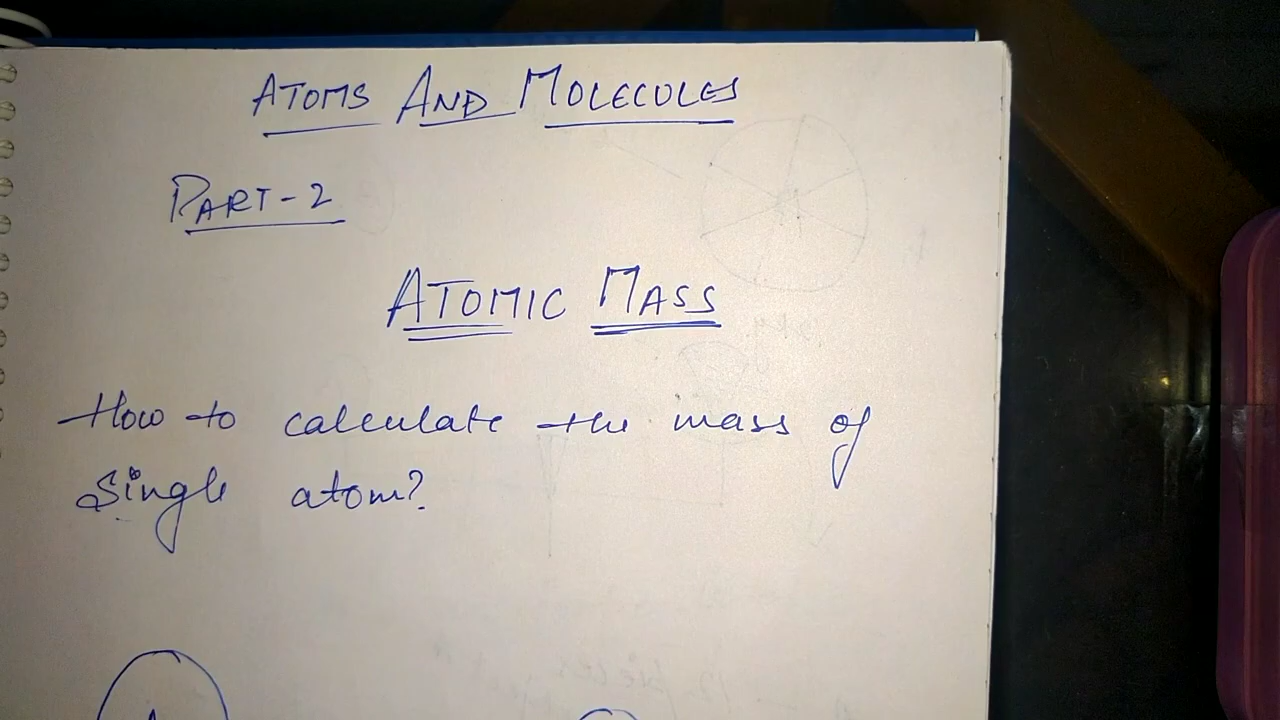 ATOMS AND MOLECULES
PART-2
ATOMIC MASS
How to calculate the mass of
Single atom?